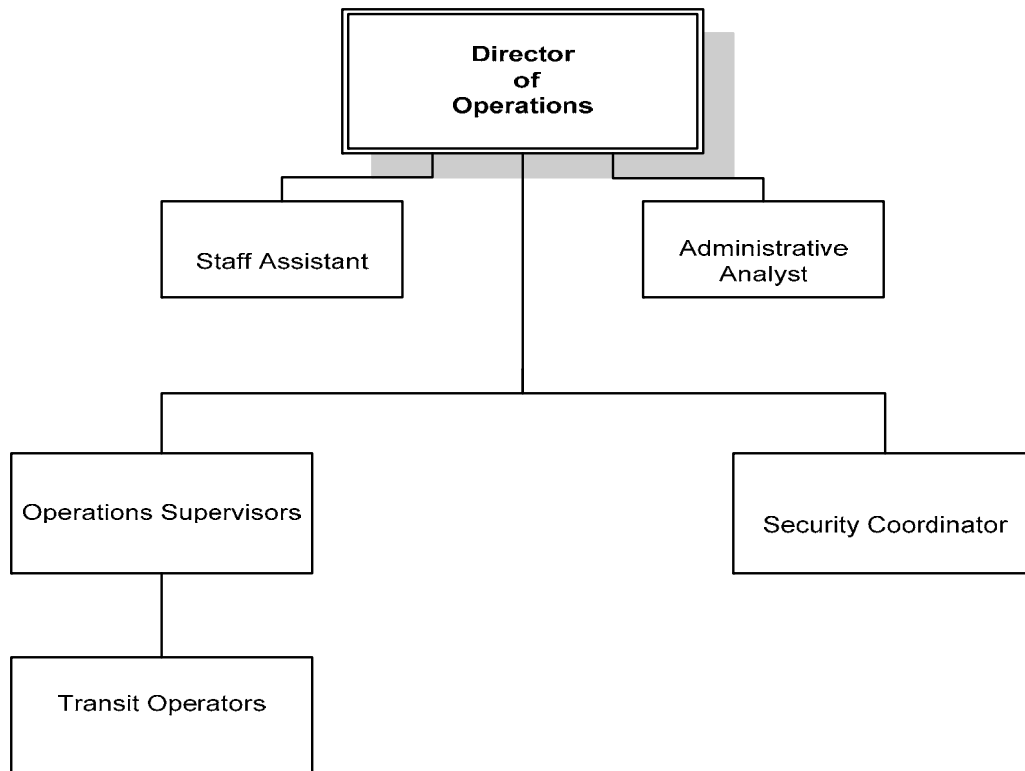 Director
of
Operations
Staff Assistant
Administrative
Analyst
Operations Supervisors
Security Coordinator
Transit Operators